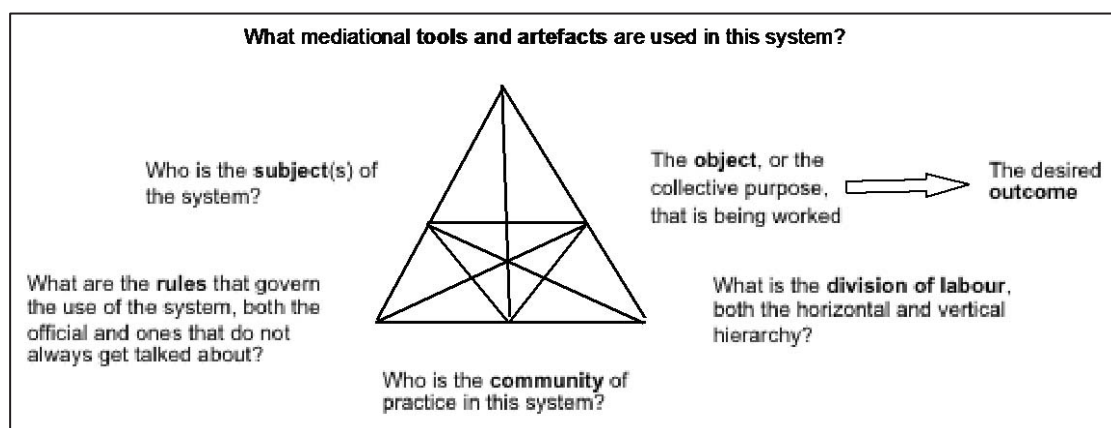 What mediational tools and artefacts are used in this system?
Who is the subject(s) of
the system?
The object, or the
collective purpose,
that is being worked
The desired
outcome
What are the rules that govern
the use of the system, both the
official and ones that do not
always get talked about?
What is the division of labour,
both the horizontal and vertical
hierarchy?
Who is the community of
practice in this system?